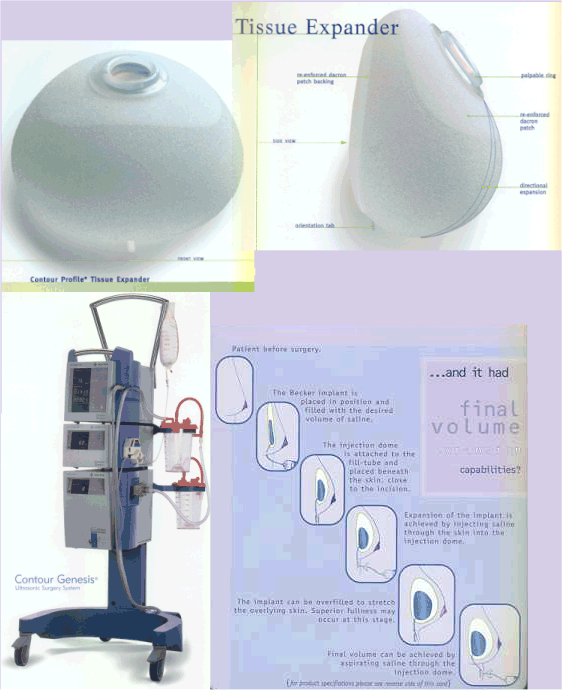 Tissue Expander
re-enforced dacron
patch backing
palpable ring
re-enforced
dacron
patch
SIDE VIEW
directional
expansion
orientation tab
FRONT VIEW
Contour Profile® Tissue Expander
Patient before surgery.
...and it had
final
volume
capabilities?
The Becker implant is
placed in position and
filled with the desired
volume of saline.
The injection dome
is attached to the
fill-tube and
placed beneath
the skin, close
to the incision.
Expansion of the implant is
achieved by injecting saline
through the skin into the
injection dome.
Contour Genesis®
Ultrasonic Surgery System
The implant can be overfilled to stretch
the overlying skin. Superior fullness may
occur at this stage.
Final volume can be achieved by
aspirating saline through the
injection dome.
{for product specifications please see reverse side of this card}